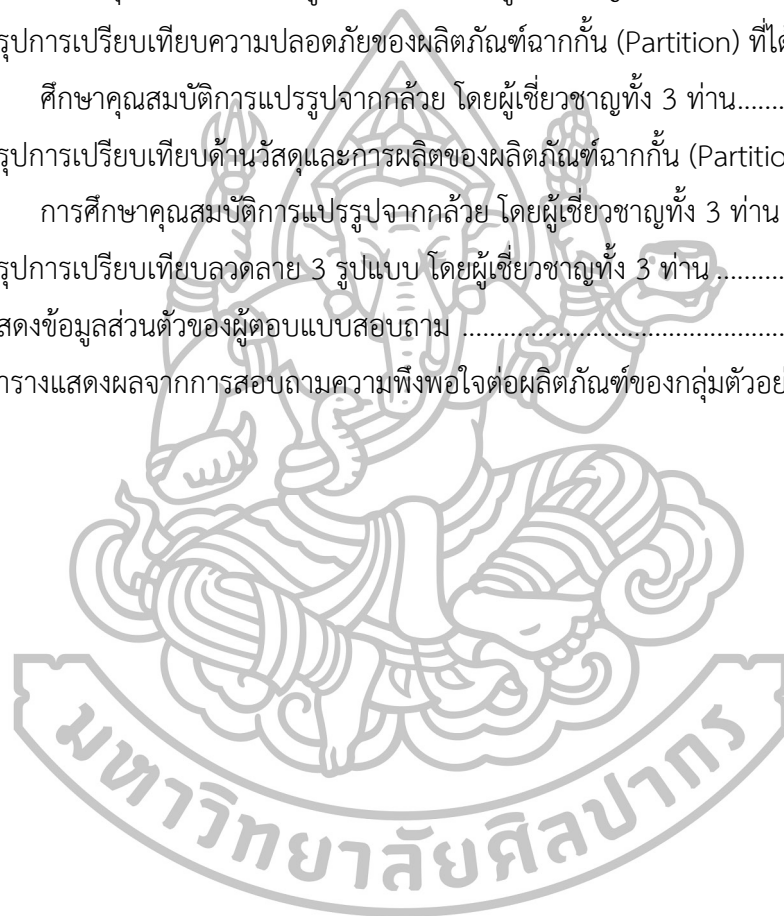 รุปการเปรียบเทียบความปลอดภัยของผลิตภัณฑ์ฉากกั้น (Partition) ที่ได้
ศึกษาคุณสมบัติการแปรรูปจากกล้วย โดยผู้เชี่ยวชาญทั้ง 3 ท่าน........
รุปการเปรียบเทียบด้านวัสดุและการผลิตของผลิตภัณฑ์ฉากกั้น (Partitio
การศึกษาคุณสมบัติการแปรรูปจากกล้วย โดยผู้เชี่ยวชาญทั้ง 3 ท่าน
รุปการเปรียบเทียบลวดลาย 3 รูปแบบ โดยผู้เชี่ยวชาญทั้ง 3 ท่าน ..........
สดงข้อมูลส่วนตัวของผู้ตอบแบบสอบถาม ................................................
ารางแสดงผลจากการสอบถามความพึงพอใจต่อผลิตภัณฑ์ของกลุ่มตัวอย่
มหาวิทยาลัยศิลปากร